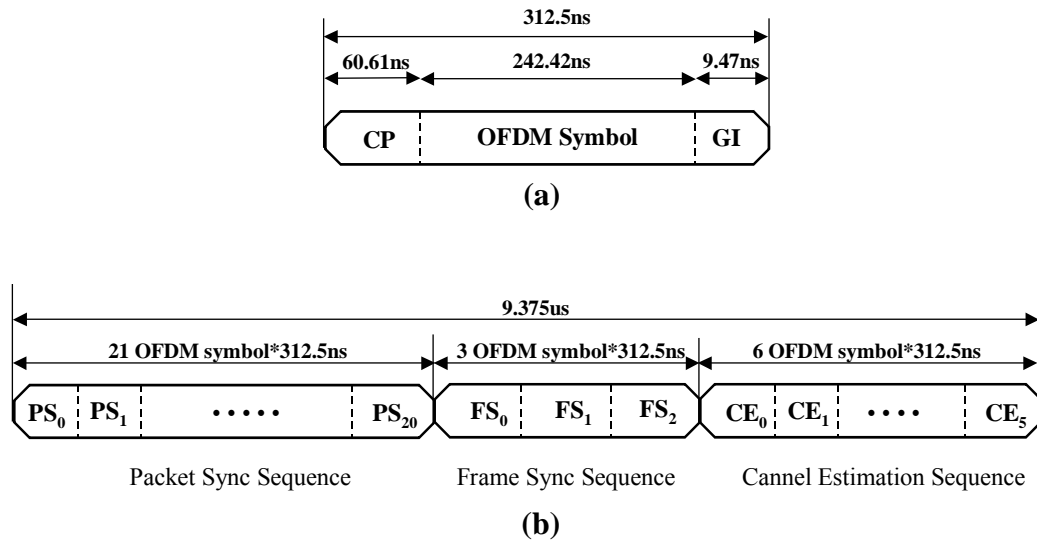 312.5ns
60.61ns 242.42ns 9.47ns
CP OFDM Symbol GI
(a)
9.375us
21 OFDM symbol*312.5ns 3 OFDM symbol*312.5ns 6 OFDM symbol*312.5ns
PS0 PS1 ..... PS20 FS0 FS1 FS2 CE0 CE1 .... CE5
Packet Sync Sequence Frame Sync Sequence Cannel Estimation Sequence
(b)